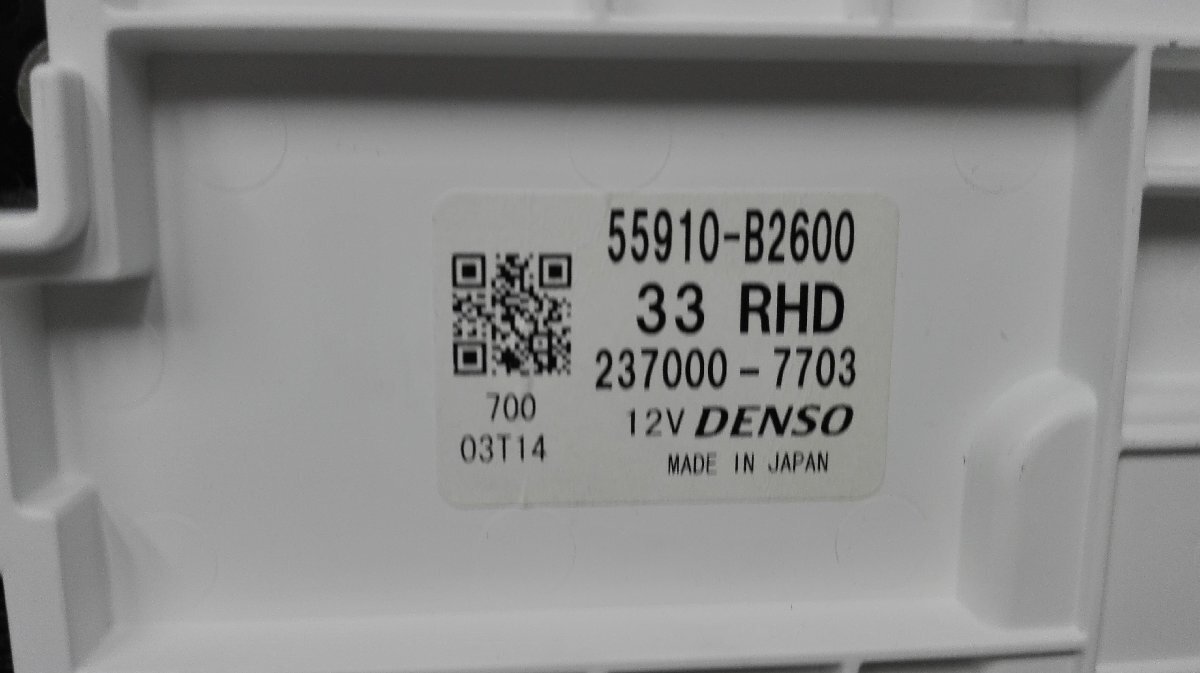 55910-B2600
33 RHD
237000-7703
12V DENSO
MADE IN JAPAN
700
03T14